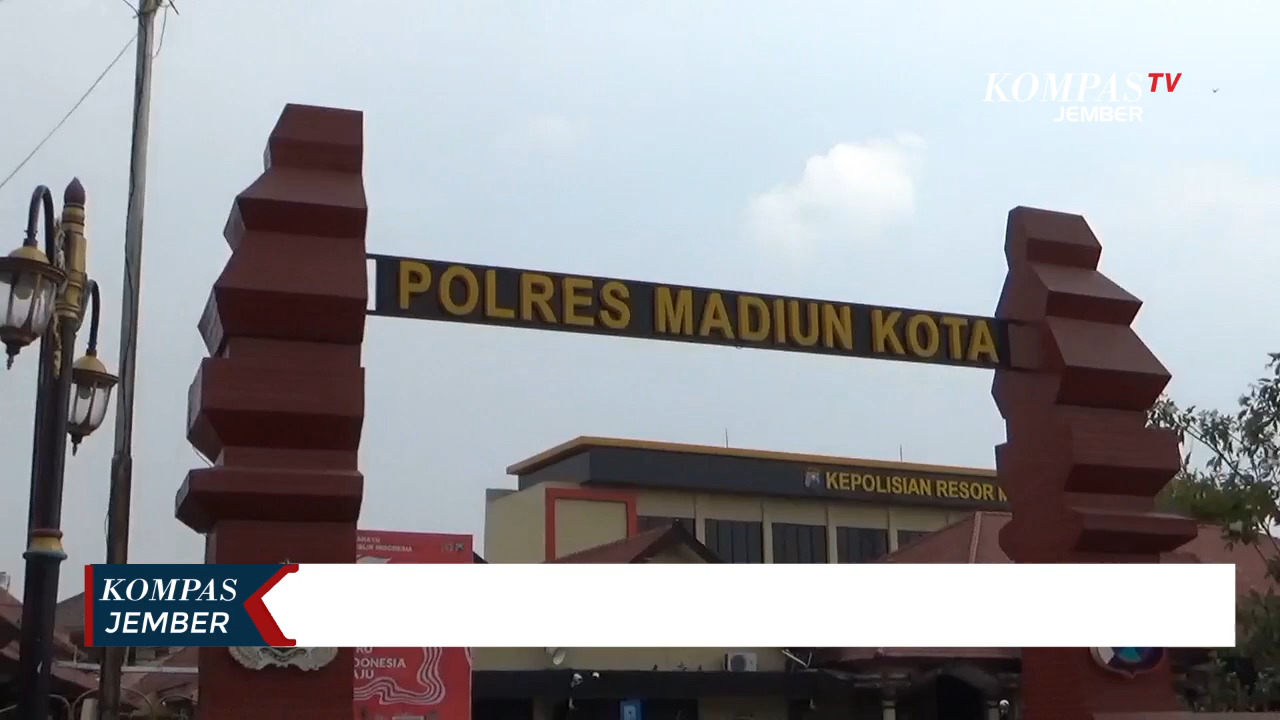 KOMPAS TV
JEMBER
POLRES MADIUN KOTA
KEPOLISIAN RESOR M
INDONESIA
KOMPAS
JEMBER